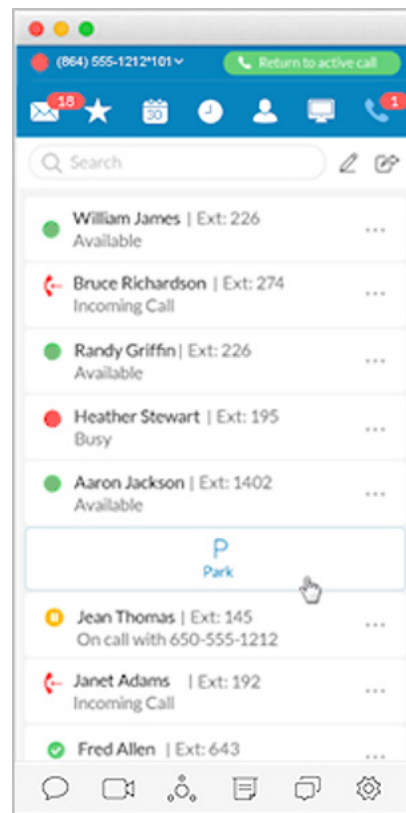 (864) 555-1212*101
Return to active call
18
30
1
Search
William James | Ext: 226
Available
Bruce Richardson | Ext: 274
Incoming Call
Randy Griffin | Ext: 226
Available
Heather Stewart | Ext: 195
Busy
Aaron Jackson | Ext: 1402
Available
P
Park
Jean Thomas | Ext: 145
On call with 650-555-1212
Janet Adams | Ext: 192
Incoming Call
Fred Allen | Ext: 643